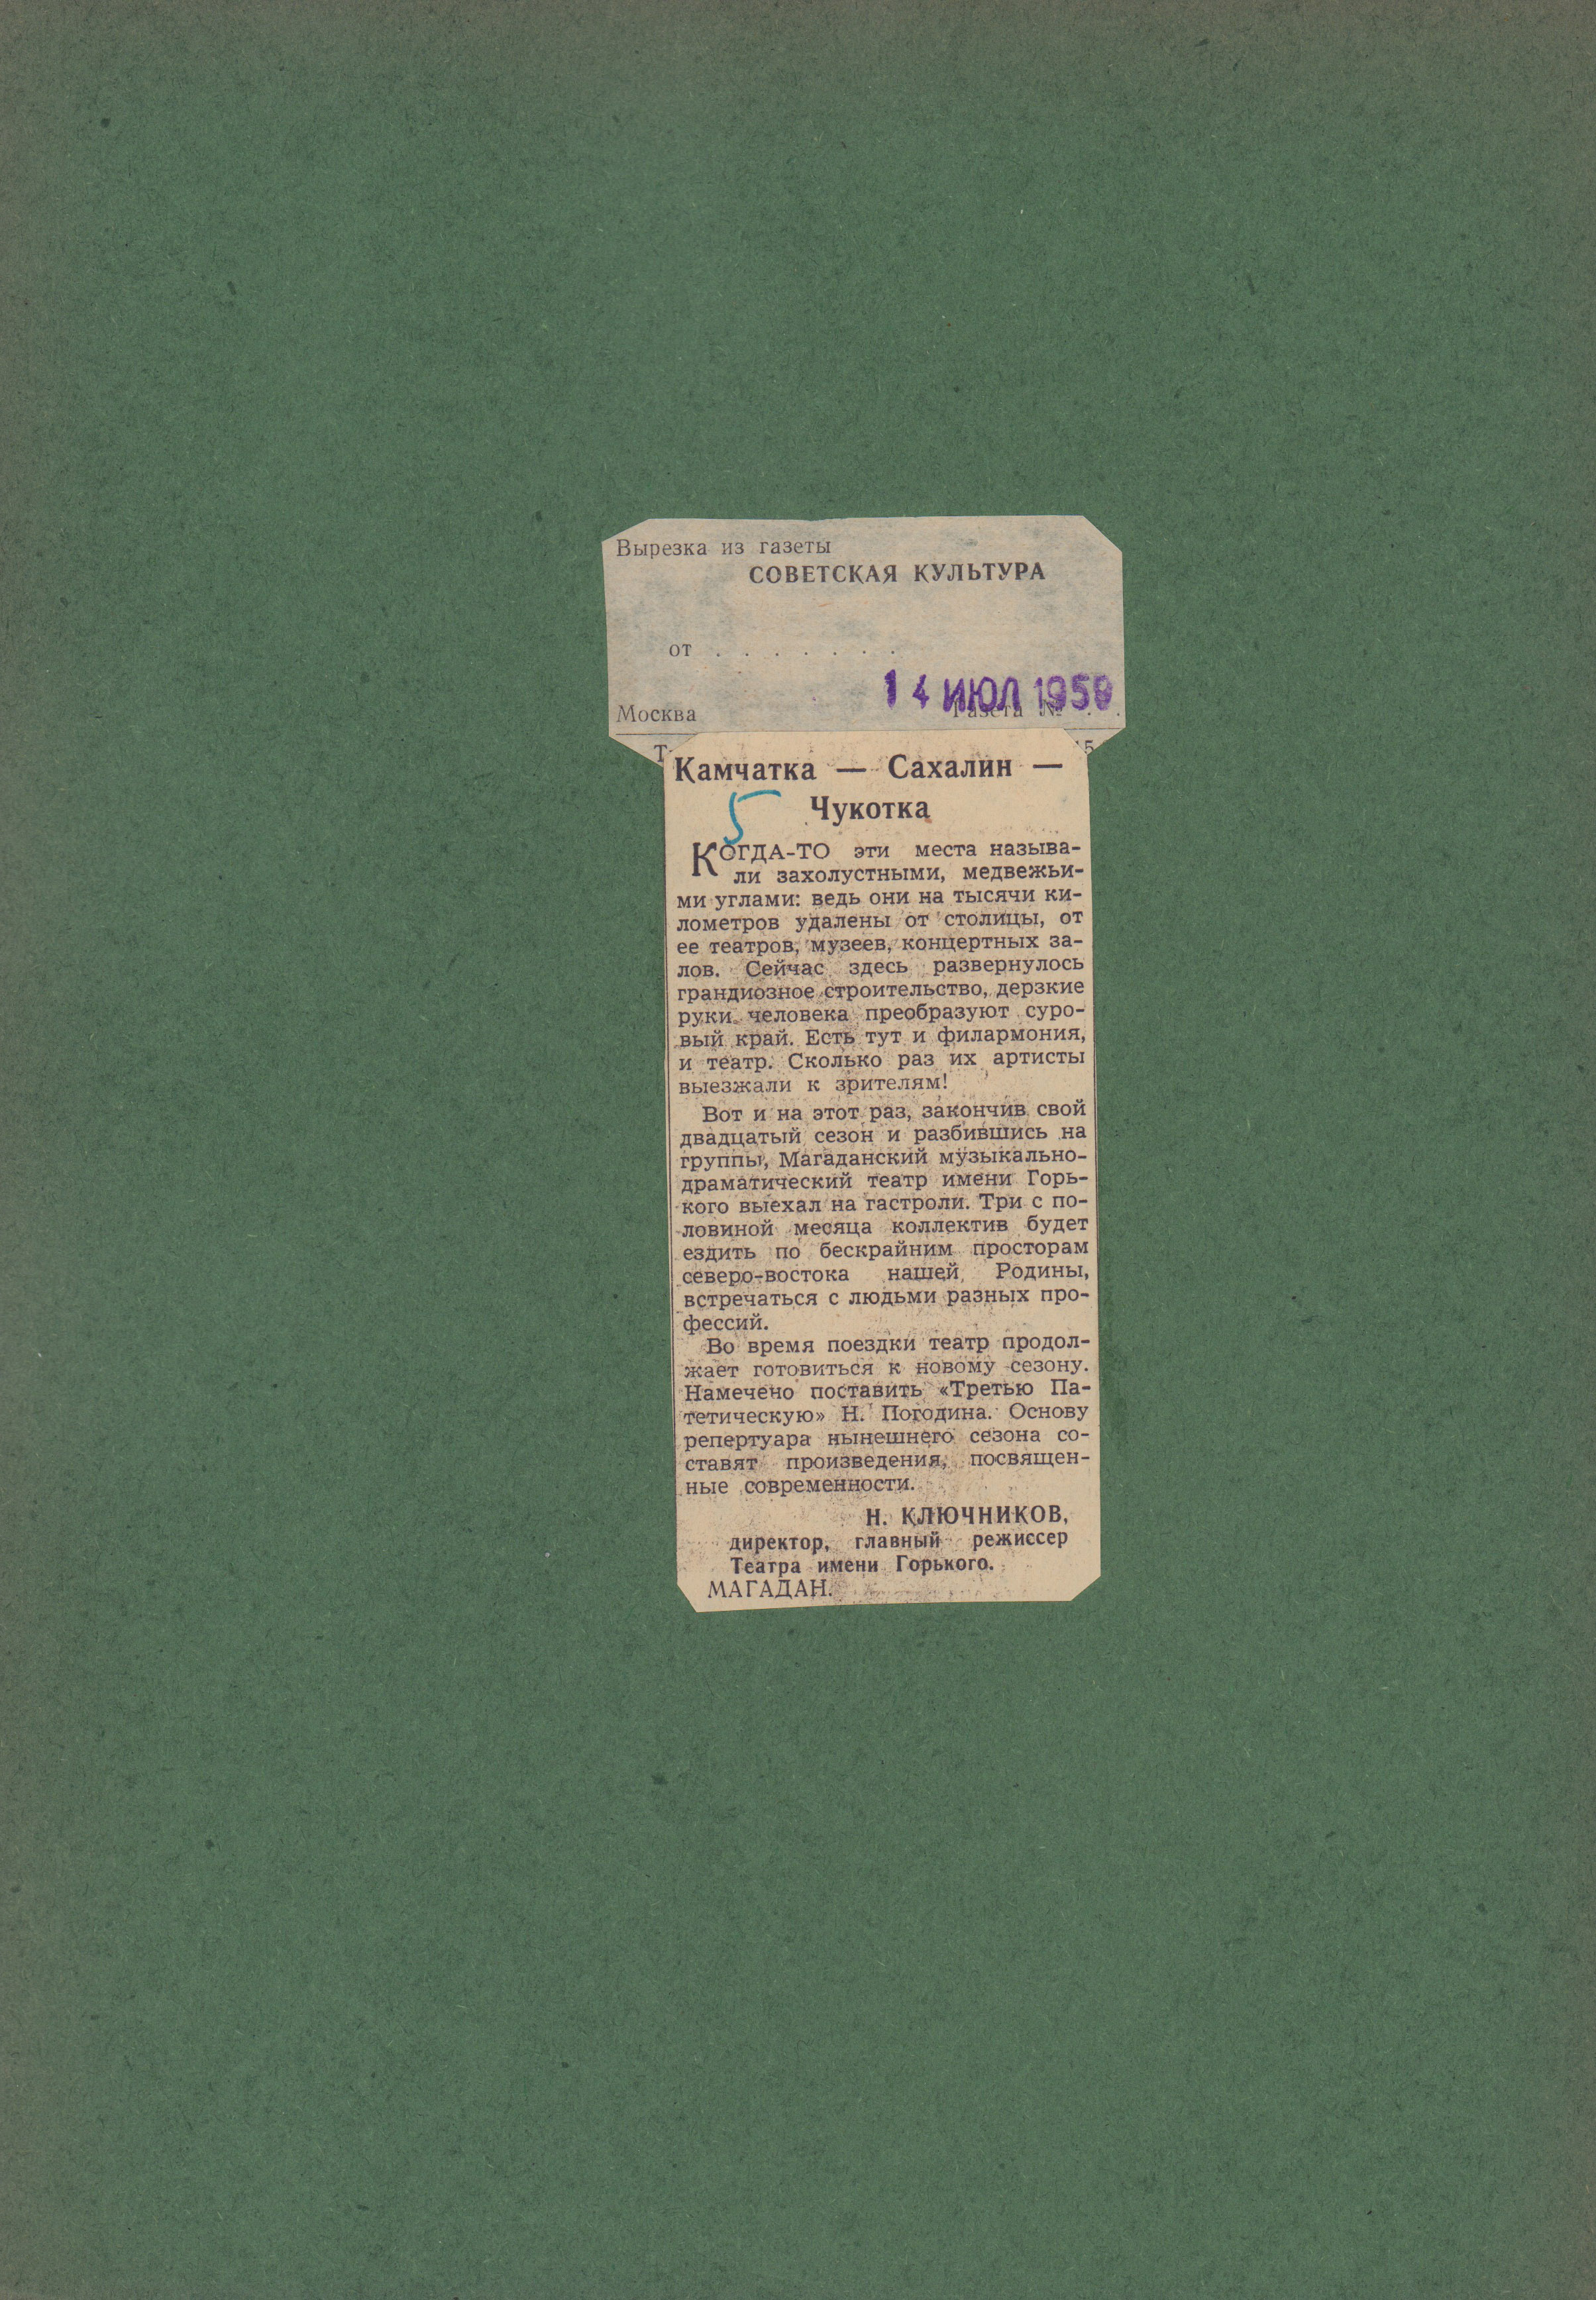 Вырезка из газеты
СОВЕТСКАЯ КУЛЬТУРА
от . . . . . . .
14 ИЮЛ 1959
Москва Газета № . .
Камчатка — Сахалин —
5
Чукотка
КОГДА-ТО эти места называ-
ли захолустными, медвежьи-
ми углами: ведь они на тысячи ки-
лометров удалены от столицы, от
ее театров, музеев, концертных за-
лов. Сейчас здесь развернулось
грандиозное строительство, дерзкие
руки человека преобразуют суро-
вый край. Есть тут и филармония,
и театр. Сколько раз их артисты
выезжали к зрителям!
Вот и на этот раз, закончив свой
двадцатый сезон и разбившись на
группы, Магаданский музыкально-
драматический театр имени Горь-
кого выехал на гастроли. Три с по-
ловиной месяца коллектив будет
ездить по бескрайним просторам
северо-востока нашей Родины,
встречаться с людьми разных про-
фессий.
Во время поездки театр продол-
жает готовиться к новому сезону.
Намечено поставить «Третью Па-
тетическую» Н. Погодина. Основу
репертуара нынешнего сезона со-
ставят произведения, посвящен-
ные современности.
Н. КЛЮЧНИКОВ,
директор, главный режиссер
Театра имени Горького.
МАГАДАН.